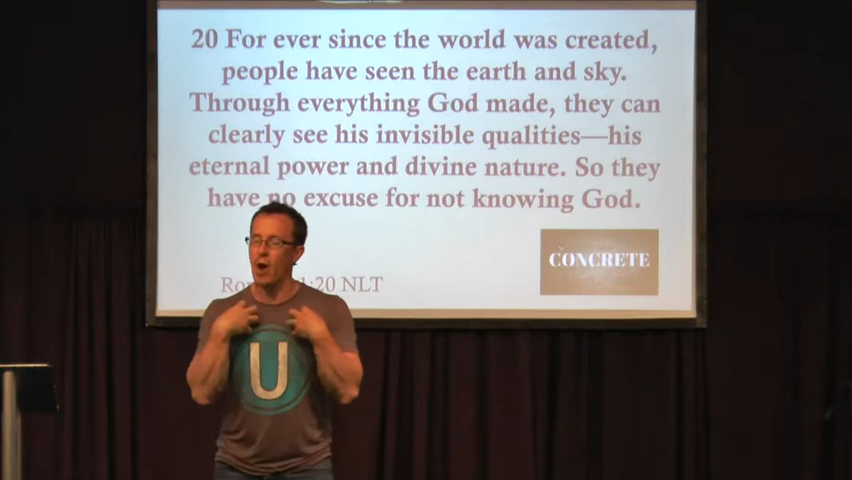 20 For ever since the world was created,
people have seen the earth and sky.
Through everything God made, they can
clearly see his invisible qualities—his
eternal power and divine nature. So they
have no excuse for not knowing God.
:20 NLT
CONCRETE
U